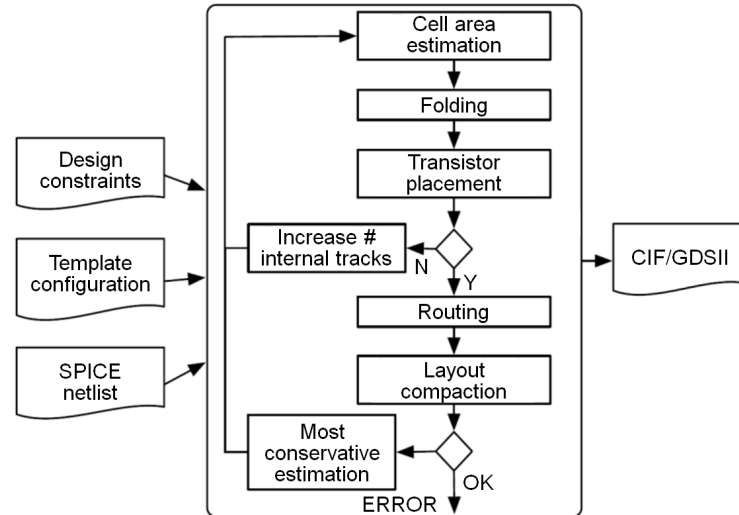 Cell area
estimation
Folding
Design
constraints
Transistor
placement
Increase #
internal tracks
N
Y
Template
configuration
CIF/GDSII
Routing
SPICE
netlist
Layout
compaction
Most
conservative
estimation
OK
ERROR